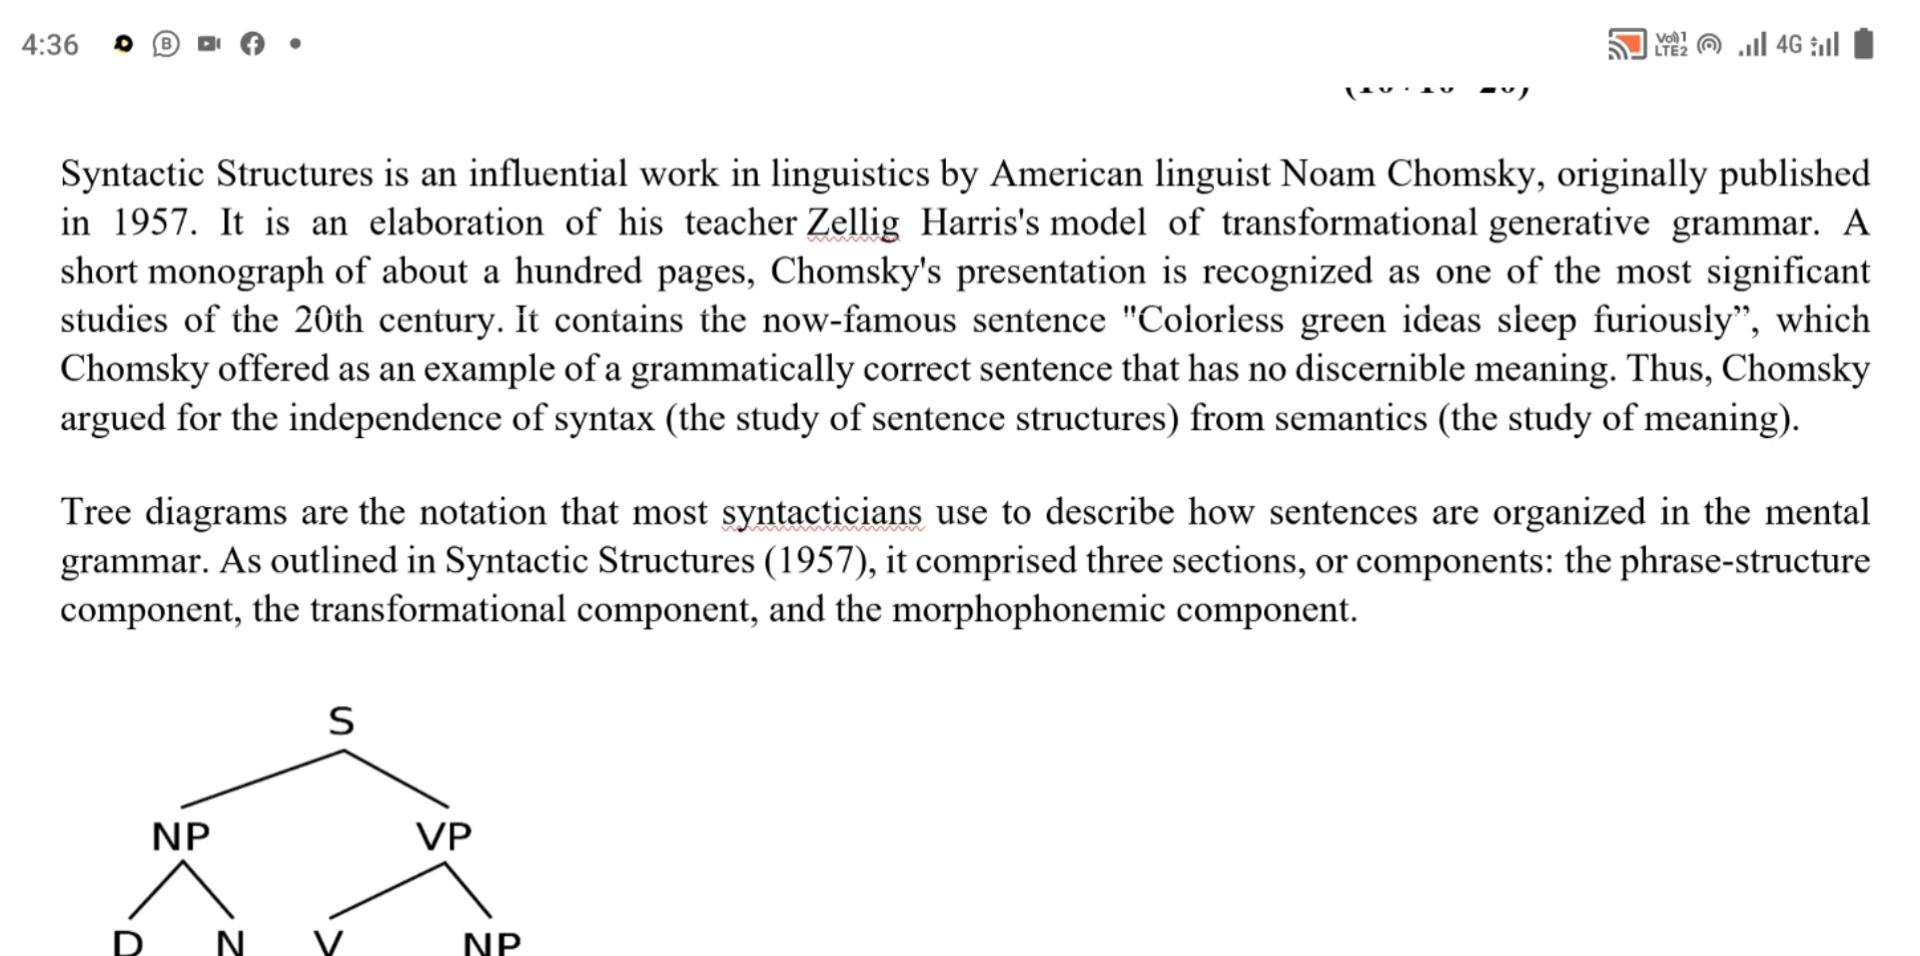 4:36 B
Vo)) 1
LTE2 4G
Syntactic Structures is an influential work in linguistics by American linguist Noam Chomsky, originally published
in 1957. It is an elaboration of his teacher Zellig Harris's model of transformational generative grammar. A
short monograph of about a hundred pages, Chomsky's presentation is recognized as one of the most significant
studies of the 20th century. It contains the now-famous sentence "Colorless green ideas sleep furiously”, which
Chomsky offered as an example of a grammatically correct sentence that has no discernible meaning. Thus, Chomsky
argued for the independence of syntax (the study of sentence structures) from semantics (the study of meaning).
Tree diagrams are the notation that most syntacticians use to describe how sentences are organized in the mental
grammar. As outlined in Syntactic Structures (1957), it comprised three sections, or components: the phrase-structure
component, the transformational component, and the morphophonemic component.
S
NP VP
D N V NP